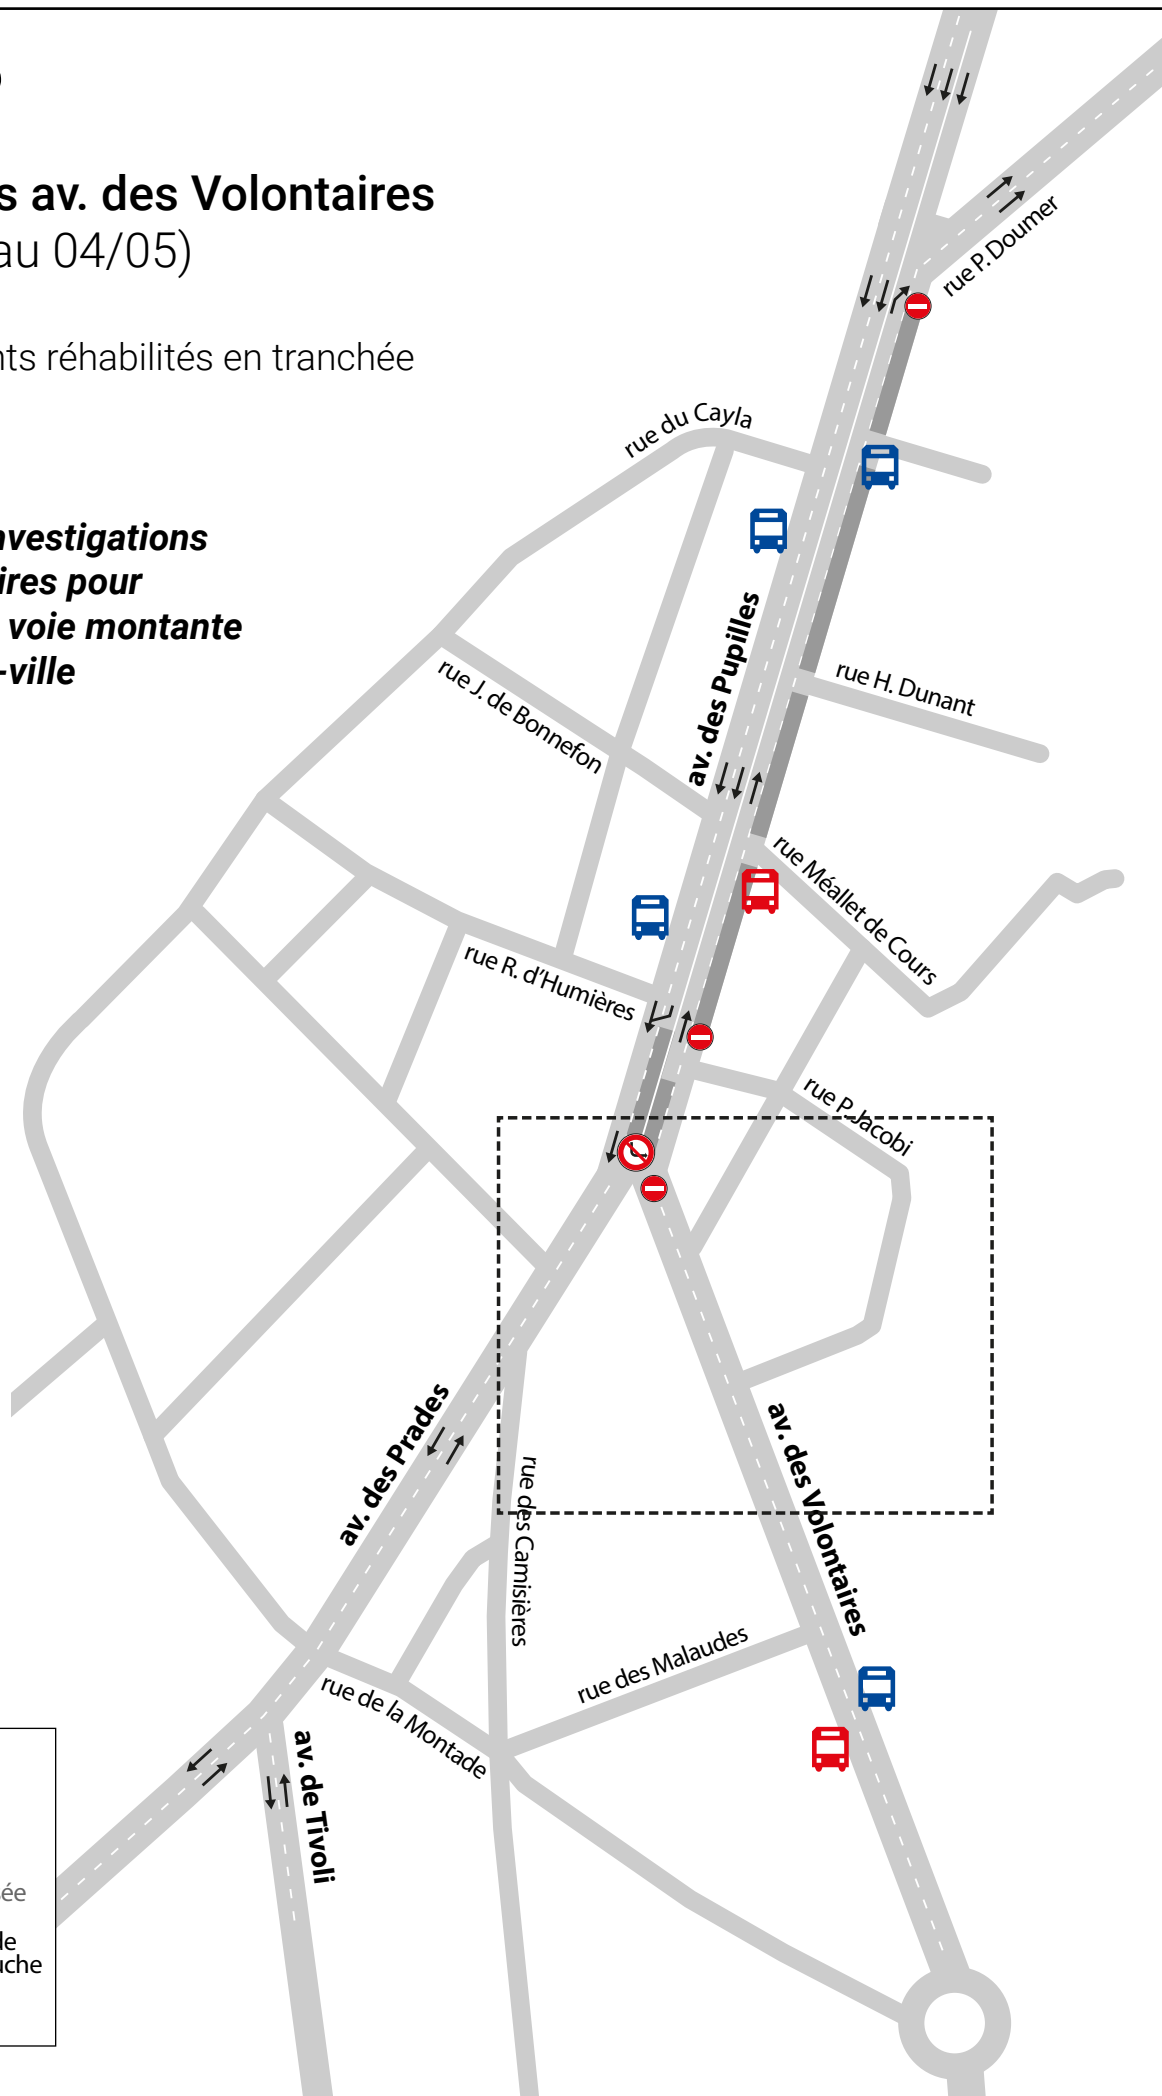 s av. des Volontaires
au 04/05)
nts réhabilités en tranchée
nvestigations
ires pour
voie montante
-ville
rue P. Doumer
rue du Cayla
av. des Pupilles
rue H. Dunant
rue J. de Bonnefon
rue Méallet de Cours
rue R. d'Humières
rue P. Jacobi
av. des Prades
av. des Volontaires
rue des Camisières
rue des Malaudes
rue de la Montade
av. de Tivoli
ée
de
uche